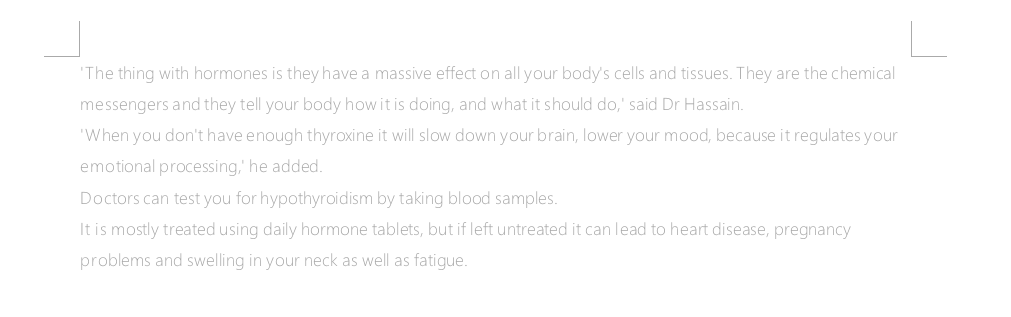 'The thing with hormones is they have a massive effect on all your body's cells and tissues. They are the chemical
messengers and they tell your body how it is doing, and what it should do,' said Dr Hassain.
'When you don't have enough thyroxine it will slow down your brain, lower your mood, because it regulates your
emotional processing,' he added.
Doctors can test you for hypothyroidism by taking blood samples.
It is mostly treated using daily hormone tablets, but if left untreated it can lead to heart disease, pregnancy
problems and swelling in your neck as well as fatigue.